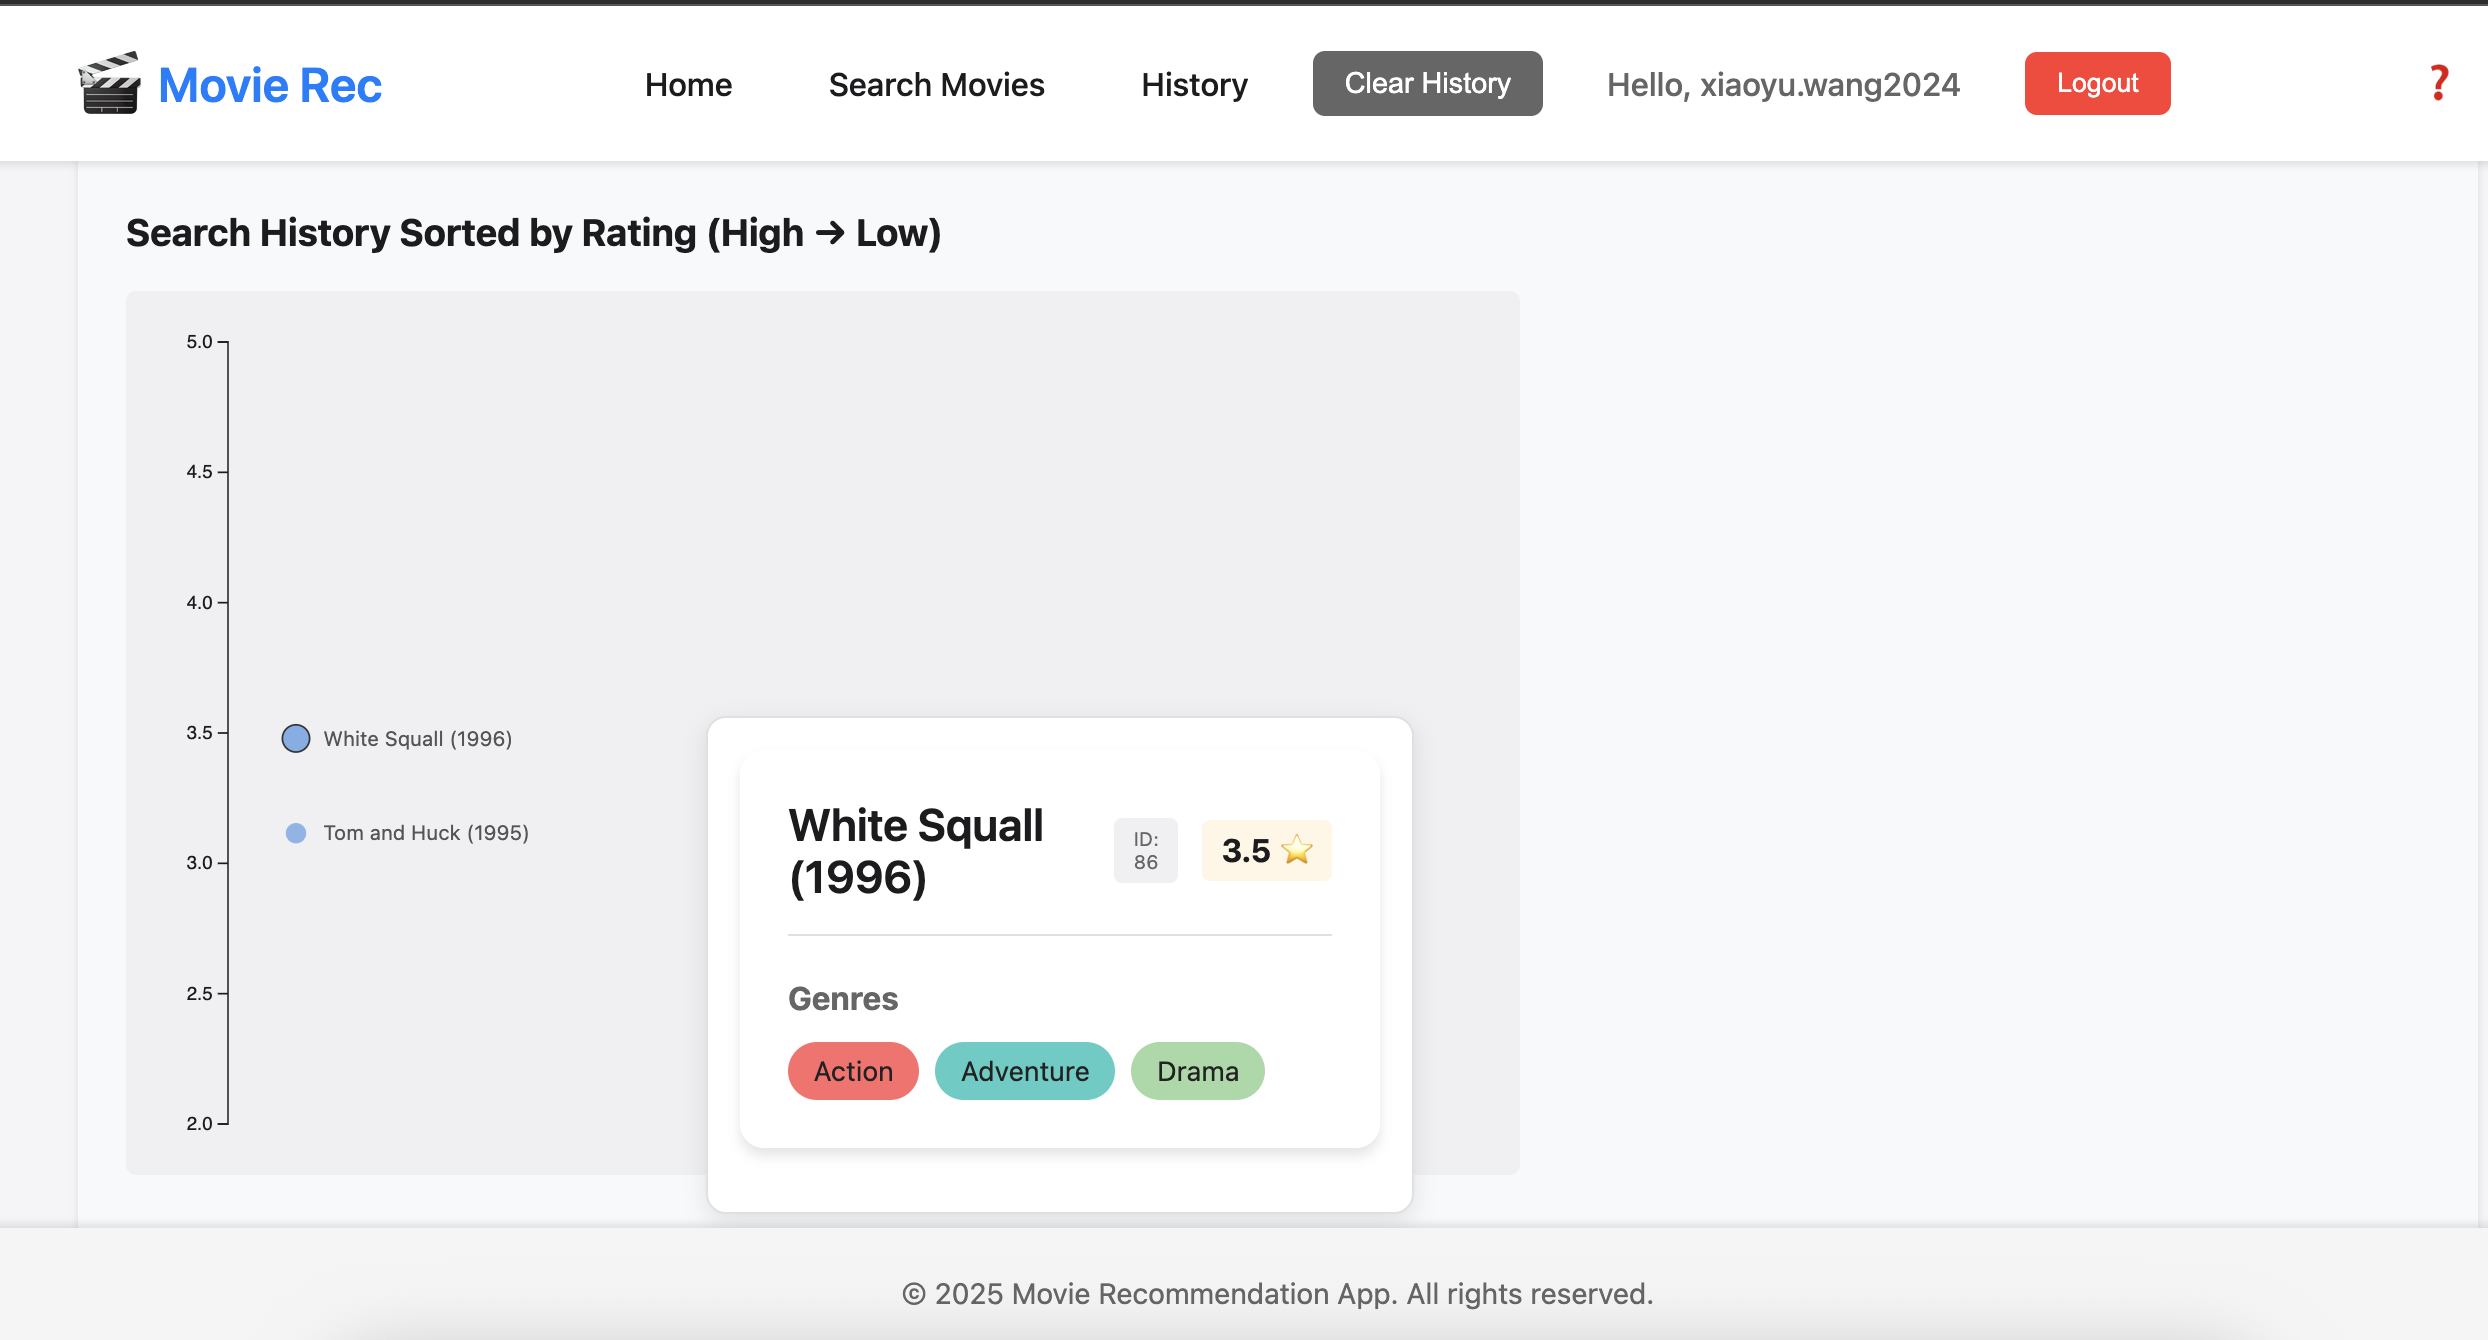 Movie Rec
Home
Search Movies
History
Clear History
Hello, xiaoyu.wang2024
Logout
❓
Search History Sorted by Rating (High → Low)
5.0
4.5
4.0
3.5
3.0
2.5
2.0
White Squall (1996)
Tom and Huck (1995)
White Squall
(1996)
ID:
86
3.5 ⭐
Genres
Action
Adventure
Drama
© 2025 Movie Recommendation App. All rights reserved.